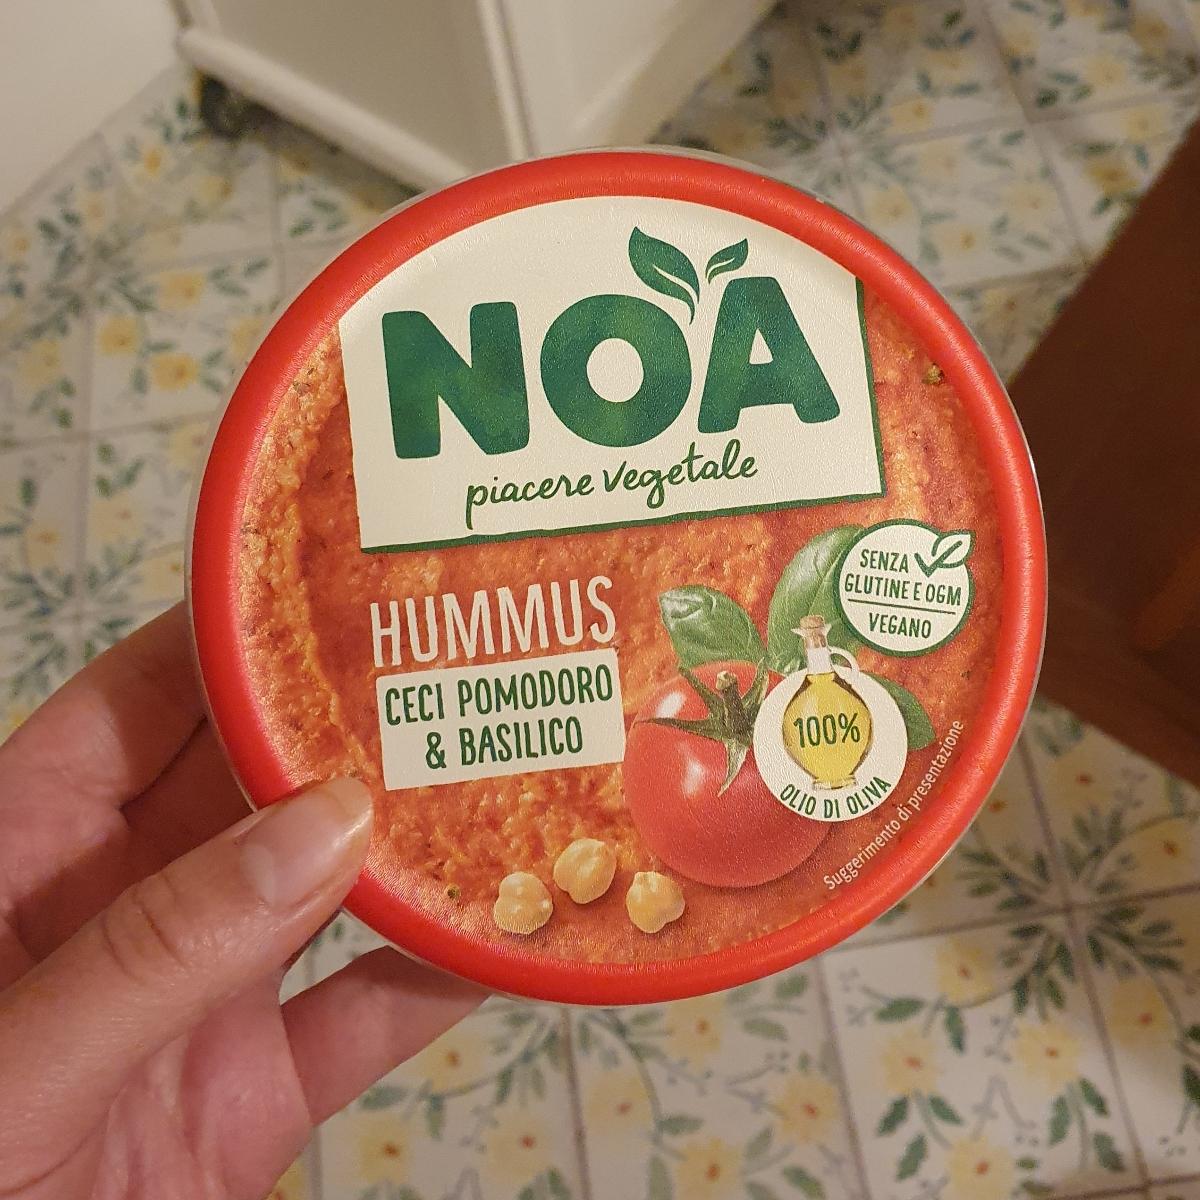 NOA
piacere vegetale
HUMMUS
CECI POMODORO
& BASILICO
SENZA
GLUTINE E OGM
VEGANO
100%
OLIO DI OLIVA
Suggerimento di presentazione